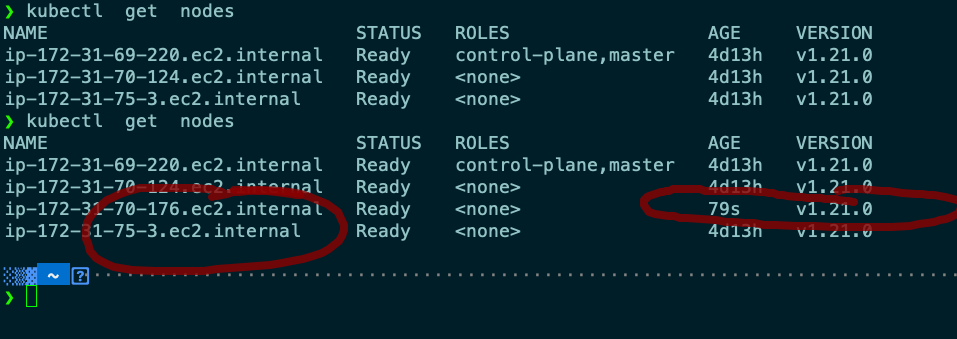 ❯ kubectl  get  nodes
NAME                            STATUS   ROLES                  AGE     VERSION
ip-172-31-69-220.ec2.internal   Ready    control-plane,master   4d13h   v1.21.0
ip-172-31-70-124.ec2.internal   Ready    <none>                 4d13h   v1.21.0
ip-172-31-75-3.ec2.internal     Ready    <none>                 4d13h   v1.21.0
❯ kubectl  get  nodes
NAME                            STATUS   ROLES                  AGE     VERSION
ip-172-31-69-220.ec2.internal   Ready    control-plane,master   4d13h   v1.21.0
ip-172-31-70-124.ec2.internal   Ready    <none>                 4d13h   v1.21.0
ip-172-31-70-176.ec2.internal   Ready    <none>                 79s     v1.21.0
ip-172-31-75-3.ec2.internal     Ready    <none>                 4d13h   v1.21.0
~ ?
❯